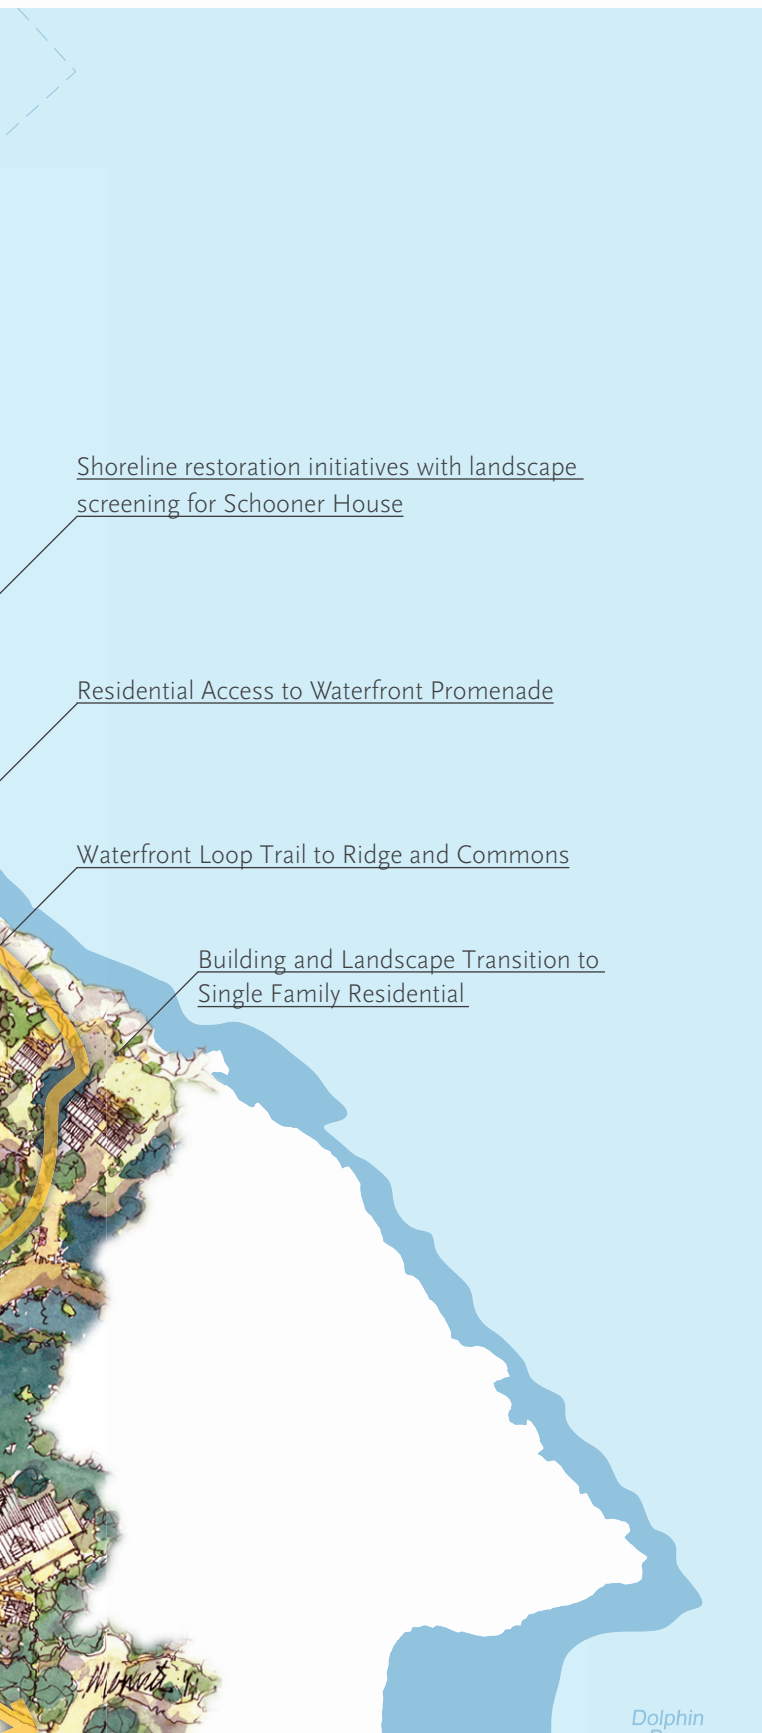 Shoreline restoration initiatives with landscape
screening for Schooner House
Residential Access to Waterfront Promenade
Waterfront Loop Trail to Ridge and Commons
Building and Landscape Transition to
Single Family Residential
Dolphin